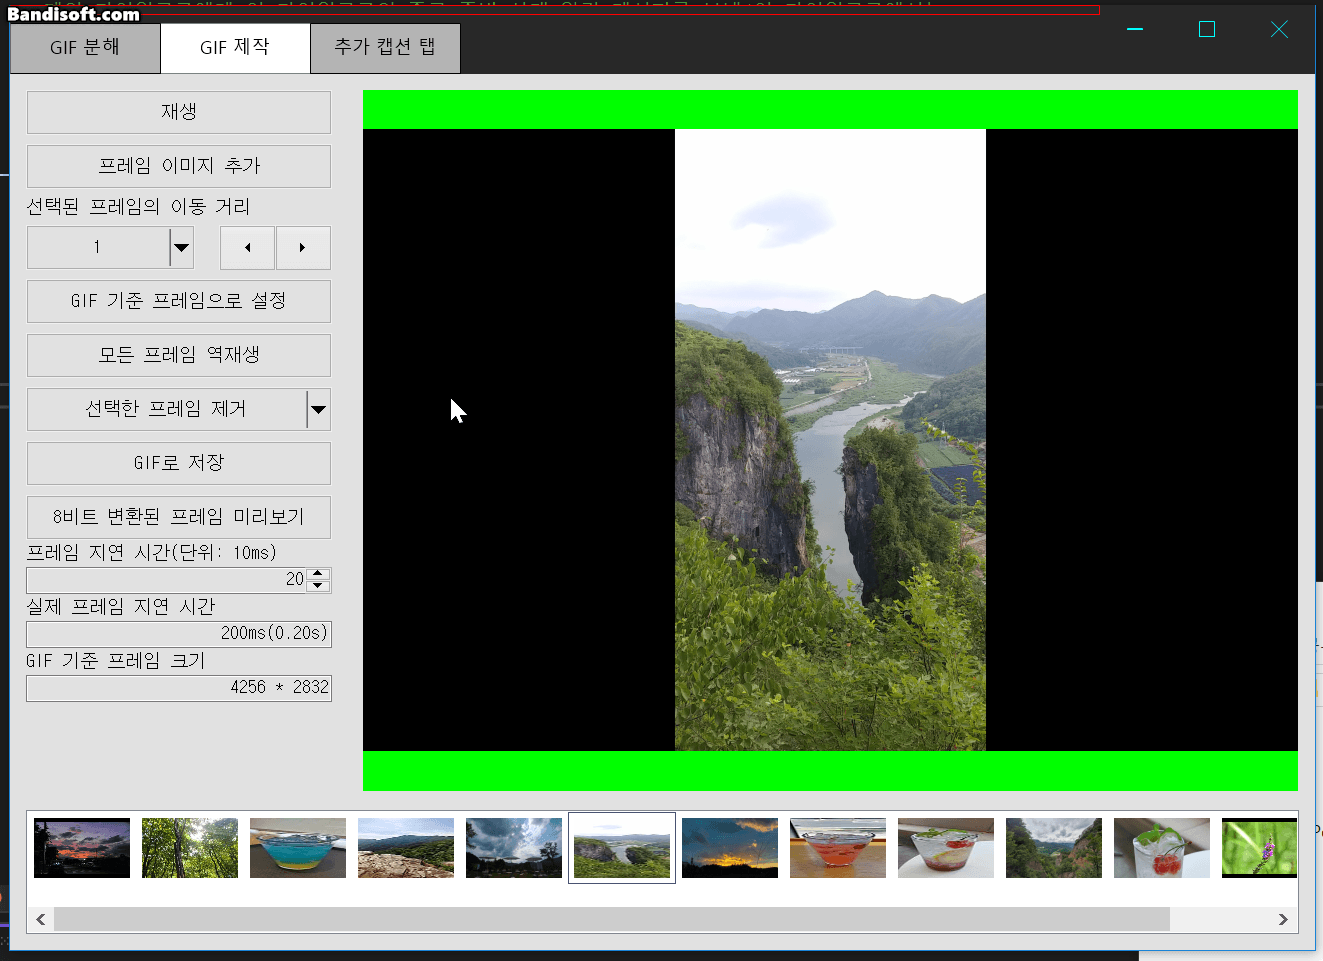 Bandisoft.com
GIF 분해
GIF 제작
추가 캡션 탭
재생
프레임 이미지 추가
선택된 프레임의 이동 거리
1
GIF 기준 프레임으로 설정
모든 프레임 역재생
선택한 프레임 제거
GIF로 저장
8비트 변환된 프레임 미리보기
프레임 지연 시간(단위: 10ms)
20
실제 프레임 지연 시간
200ms(0.20s)
GIF 기준 프레임 크기
4256 * 2832